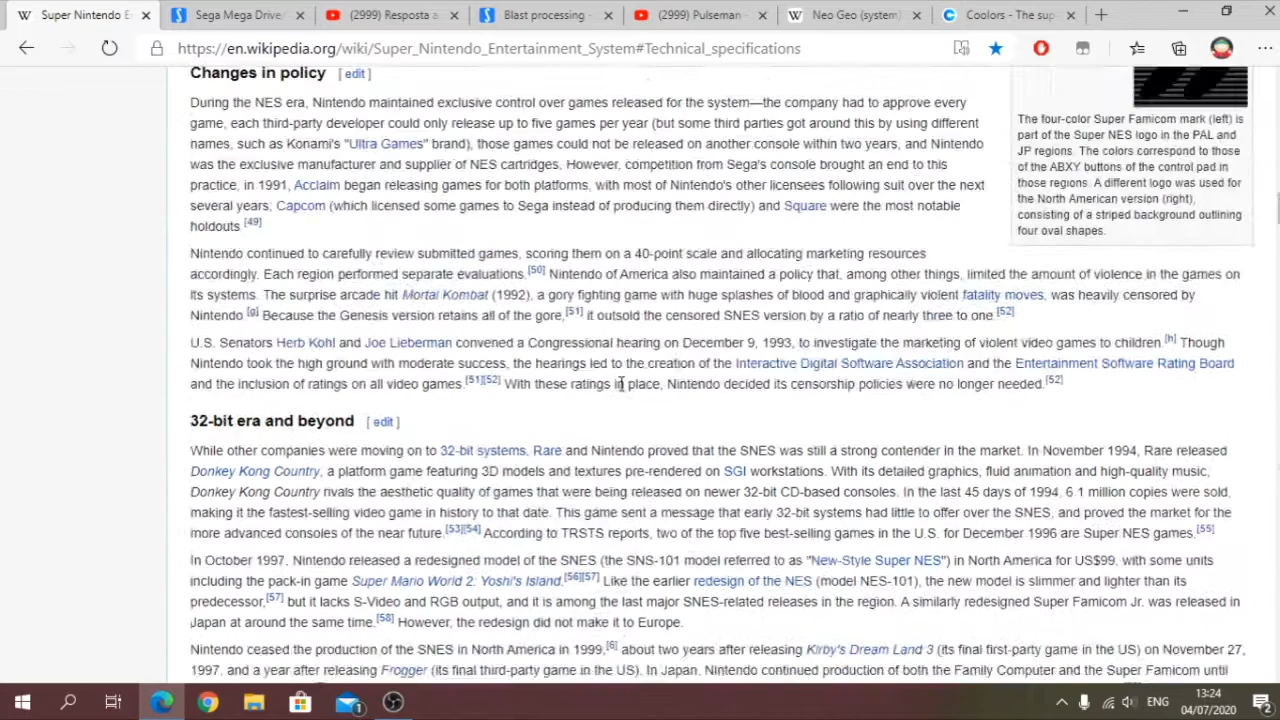 Super Nintendo E
Sega Mega Drive/
(2999) Resposta a
Blast processing -
(2999) Pulseman -
Neo Geo (system)
Coolors - The sup
https://en.wikipedia.org/wiki/Super_Nintendo_Entertainment_System#Technical_specifications
Changes in policy [ edit ]
During the NES era, Nintendo maintained exclusive control over games released for the system—the company had to approve every
game, each third-party developer could only release up to five games per year (but some third parties got around this by using different
names, such as Konami's "Ultra Games" brand), those games could not be released on another console within two years, and Nintendo
was the exclusive manufacturer and supplier of NES cartridges. However, competition from Sega's console brought an end to this
practice; in 1991, Acclaim began releasing games for both platforms, with most of Nintendo's other licensees following suit over the next
several years; Capcom (which licensed some games to Sega instead of producing them directly) and Square were the most notable
holdouts.[49]
The four-color Super Famicom mark (left) is
part of the Super NES logo in the PAL and
JP regions. The colors correspond to those
of the ABXY buttons of the control pad in
those regions. A different logo was used for
the North American version (right),
consisting of a striped background outlining
four oval shapes.
Nintendo continued to carefully review submitted games, scoring them on a 40-point scale and allocating marketing resources
accordingly. Each region performed separate evaluations.[50] Nintendo of America also maintained a policy that, among other things, limited the amount of violence in the games on
its systems. The surprise arcade hit Mortal Kombat (1992), a gory fighting game with huge splashes of blood and graphically violent fatality moves, was heavily censored by
Nintendo.[g] Because the Genesis version retains all of the gore,[51] it outsold the censored SNES version by a ratio of nearly three to one.[52]
U.S. Senators Herb Kohl and Joe Lieberman convened a Congressional hearing on December 9, 1993, to investigate the marketing of violent video games to children.[h] Though
Nintendo took the high ground with moderate success, the hearings led to the creation of the Interactive Digital Software Association and the Entertainment Software Rating Board
and the inclusion of ratings on all video games.[51][52] With these ratings in place, Nintendo decided its censorship policies were no longer needed.[52]
32-bit era and beyond [ edit ]
While other companies were moving on to 32-bit systems, Rare and Nintendo proved that the SNES was still a strong contender in the market. In November 1994, Rare released
Donkey Kong Country, a platform game featuring 3D models and textures pre-rendered on SGI workstations. With its detailed graphics, fluid animation and high-quality music,
Donkey Kong Country rivals the aesthetic quality of games that were being released on newer 32-bit CD-based consoles. In the last 45 days of 1994, 6.1 million copies were sold,
making it the fastest-selling video game in history to that date. This game sent a message that early 32-bit systems had little to offer over the SNES, and proved the market for the
more advanced consoles of the near future.[53][54] According to TRSTS reports, two of the top five best-selling games in the U.S. for December 1996 are Super NES games.[55]
In October 1997, Nintendo released a redesigned model of the SNES (the SNS-101 model referred to as "New-Style Super NES") in North America for US$99, with some units
including the pack-in game Super Mario World 2: Yoshi's Island.[56][57] Like the earlier redesign of the NES (model NES-101), the new model is slimmer and lighter than its
predecessor,[57] but it lacks S-Video and RGB output, and it is among the last major SNES-related releases in the region. A similarly redesigned Super Famicom Jr. was released in
Japan at around the same time.[58] However, the redesign did not make it to Europe.
Nintendo ceased the production of the SNES in North America in 1999,[6] about two years after releasing Kirby's Dream Land 3 (its final first-party game in the US) on November 27,
1997, and a year after releasing Frogger (its final third-party game in the US). In Japan, Nintendo continued production of both the Family Computer and the Super Famicom until
1
ENG
13:24
04/07/2020
2